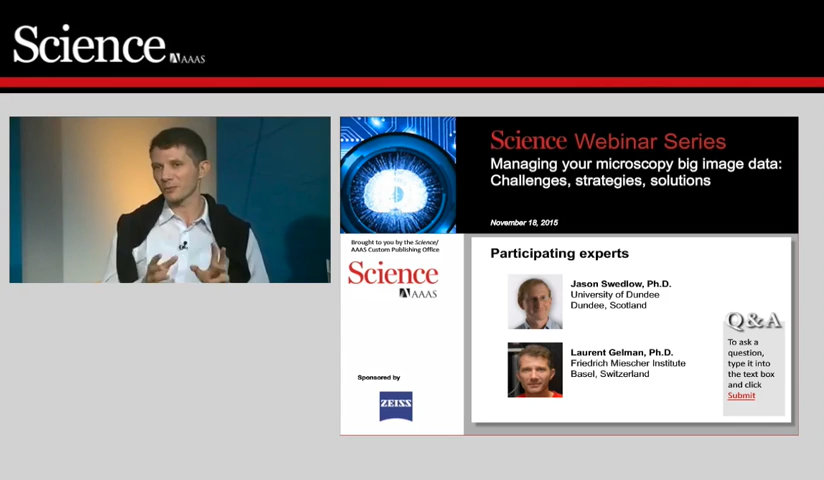 Science
AAAS
Science Webinar Series
Managing your microscopy big image data:
Challenges, strategies, solutions
November 18, 2015
Brought to you by the Science/
AAAS Custom Publishing Office
Science
AAAS
Sponsored by
ZEISS
Participating experts
Jason Swedlow, Ph.D.
University of Dundee
Dundee, Scotland
Laurent Gelman, Ph.D.
Friedrich Miescher Institute
Basel, Switzerland
Q&A
To ask a
question,
type it into
the text box
and click
Submit